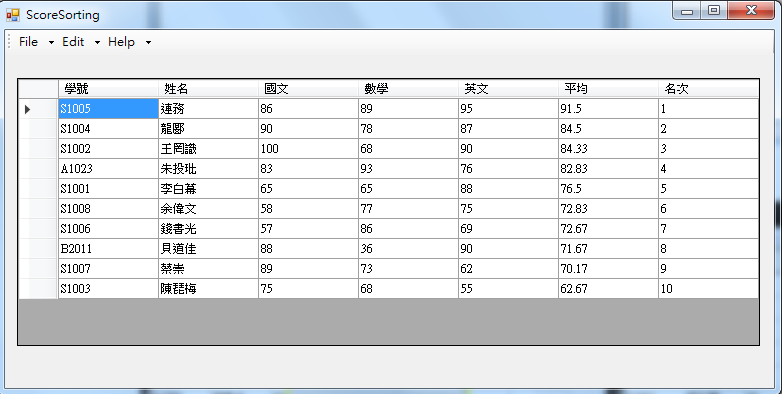 ScoreSorting
File Edit Help
學號 姓名 國文 數學 英文 平均 名次
S1005 連務 86 89 95 91.5 1
S1004 龍郾 90 78 87 84.5 2
S1002 王罔識 100 68 90 84.33 3
A1023 朱投玭 83 93 76 82.83 4
S1001 李白幕 65 65 88 76.5 5
S1008 余偉文 58 77 75 72.83 6
S1006 錢書光 57 86 69 72.67 7
B2011 貝道佳 88 36 90 71.67 8
S1007 蔡崇 89 73 62 70.17 9
S1003 陳琵梅 75 68 55 62.67 10